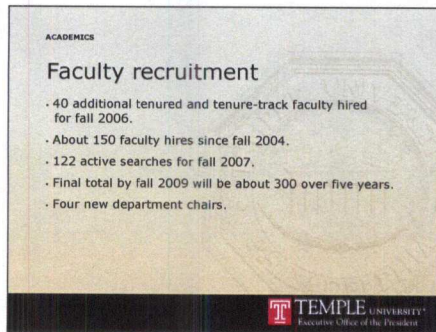 ACADEMICS
Faculty recruitment
· 40 additional tenured and tenure-track faculty hired
for fall 2006.
· About 150 faculty hires since fall 2004.
· 122 active searches for fall 2007.
· Final total by fall 2009 will be about 300 over five years.
· Four new department chairs.
TEMPLE UNIVERSITY®
Executive Office of the President